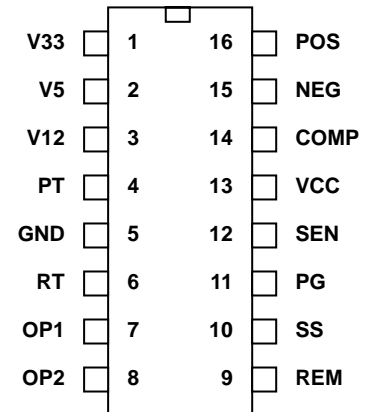 V33 1 16 POS
V5 2 15 NEG
V12 3 14 COMP
PT 4 13 VCC
GND 5 12 SEN
RT 6 11 PG
OP1 7 10 SS
OP2 8 9 REM